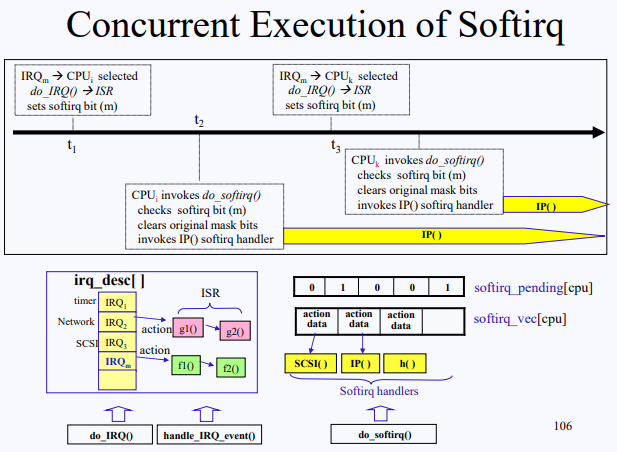 Concurrent Execution of Softirq
IRQm → CPUi selected
do_IRQ() → ISR
sets softirq bit (m)
IRQm → CPUk selected
do_IRQ() → ISR
sets softirq bit (m)
t1
t2
t3
CPUi invokes do_softirq()
checks softirq bit (m)
clears original mask bits
invokes IP() softirq handler
CPUk invokes do_softirq()
checks softirq bit (m)
clears original mask bits
invokes IP() softirq handler
IP( )
IP( )
irq_desc[ ]
timer
Network
SCSI
IRQ1
IRQ2
IRQ3
IRQm
ISR
action
g1()
g2()
action
f1()
f2()
do_IRQ()
handle_IRQ_event()
0 1 0 0 1
softirq_pending[cpu]
action data
action data
action data
softirq_vec[cpu]
SCSI( )
IP( )
h( )
Softirq handlers
do_softirq()
106